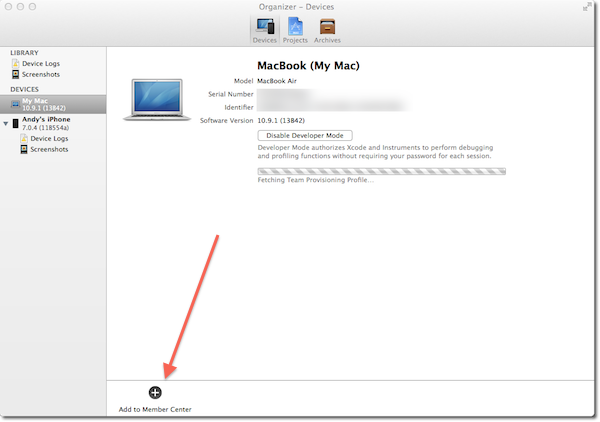 Organizer – Devices
Devices Projects Archives
LIBRARY
Device Logs
Screenshots
DEVICES
My Mac
10.9.1 (13B42)
Andy's iPhone
7.0.4 (11B554a)
Device Logs
Screenshots
MacBook (My Mac)
Model MacBook Air
Serial Number
Identifier
Software Version 10.9.1 (13B42)
Disable Developer Mode
Developer Mode authorizes Xcode and Instruments to perform debugging
and profiling functions without requiring your password for each session.
Fetching Team Provisioning Profile...
Add to Member Center